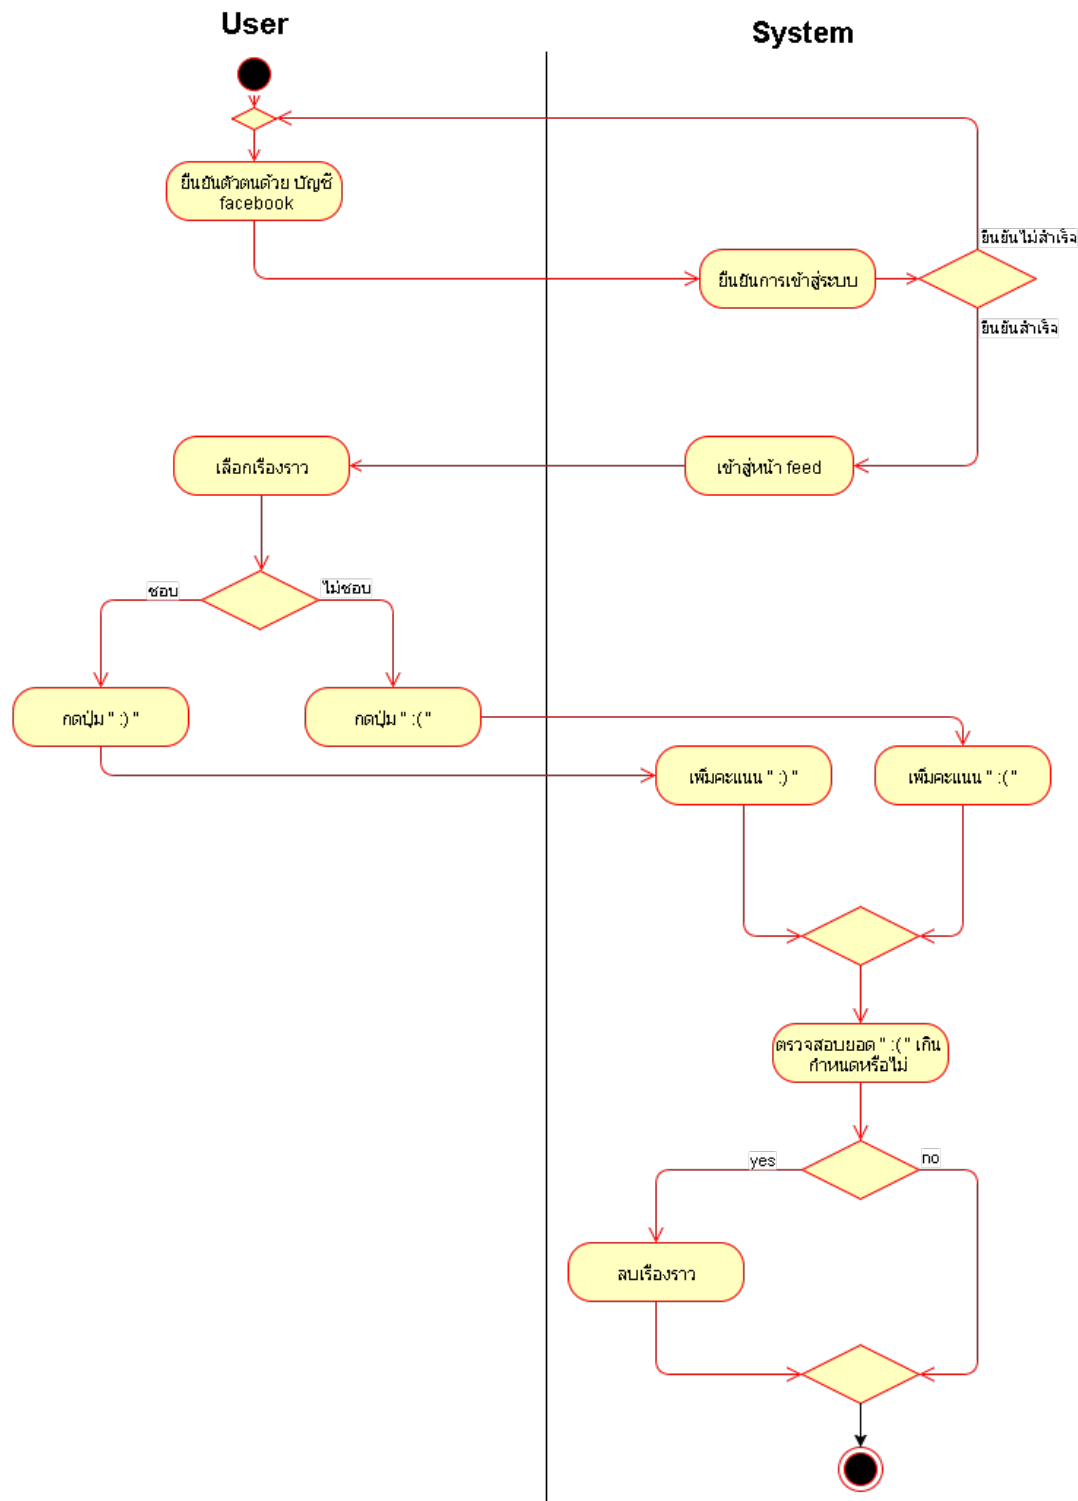 User
System
ยืนยันตัวตนด้วย บัญชี
facebook
ยืนยันไม่สำเร็จ
ยืนยันการเข้าสู่ระบบ
ยืนยันสำเร็จ
เลือกเรื่องราว
เข้าสู่หน้า feed
ชอบ
ไม่ชอบ
กดปุ่ม " :) "
กดปุ่ม " :( "
เพิ่มคะแนน " :) "
เพิ่มคะแนน " :( "
ตรวจสอบยอด " :( " เกิน
กำหนดหรือไม่
yes
no
ลบเรื่องราว